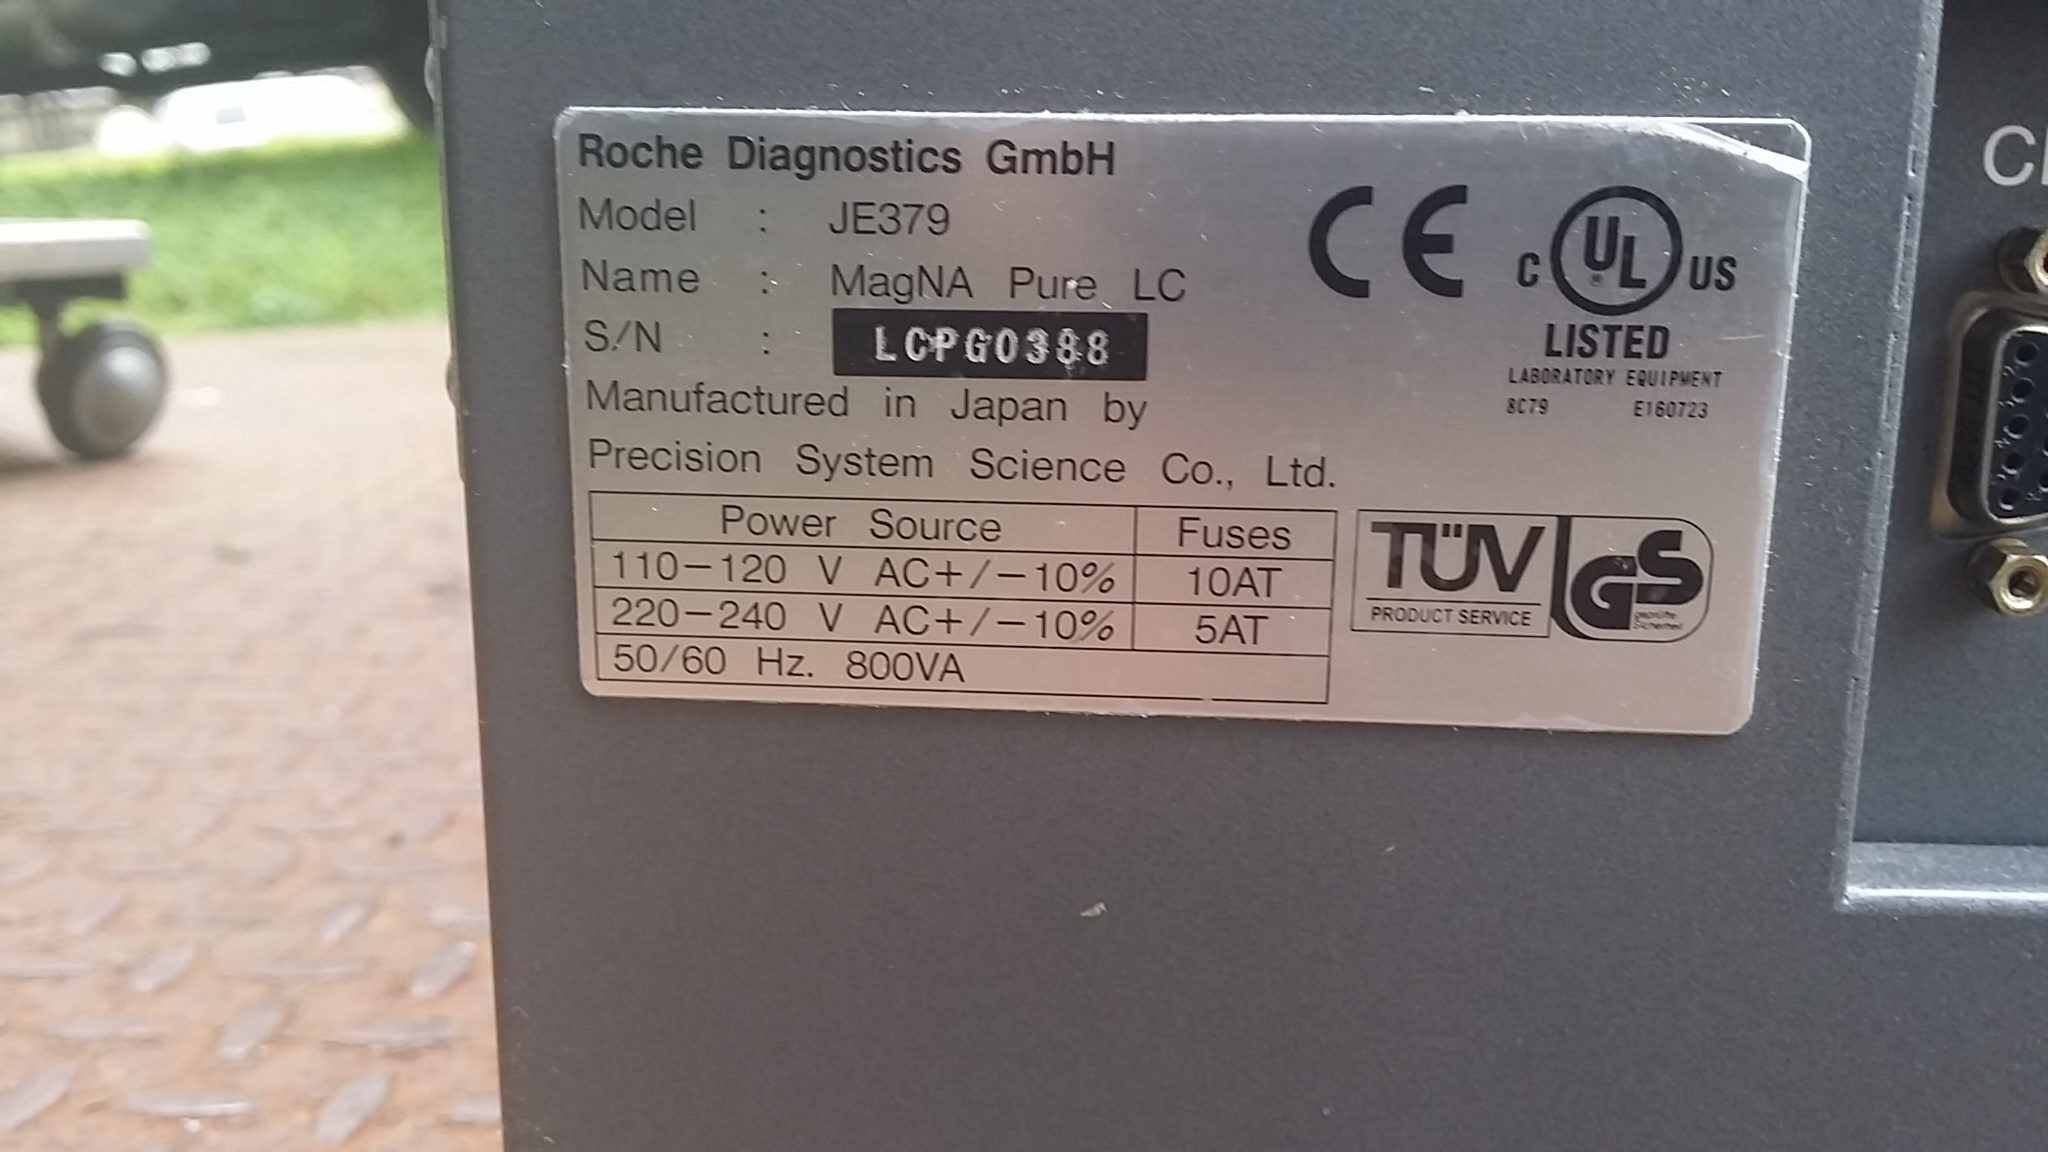 Roche Diagnostics GmbH
Model : JE379
Name : MagNA Pure LC
S/N : LCPG0388
Manufactured in Japan by
Precision System Science Co., Ltd.
Power Source Fuses
110-120 V AC+/-10% 10AT
220-240 V AC+/-10% 5AT
50/60 Hz. 800VA
CE
C UL® US
LISTED
LABORATORY EQUIPMENT
8C79 E160723
TÜV
PRODUCT SERVICE
GS
geprüfte
Sicherheit